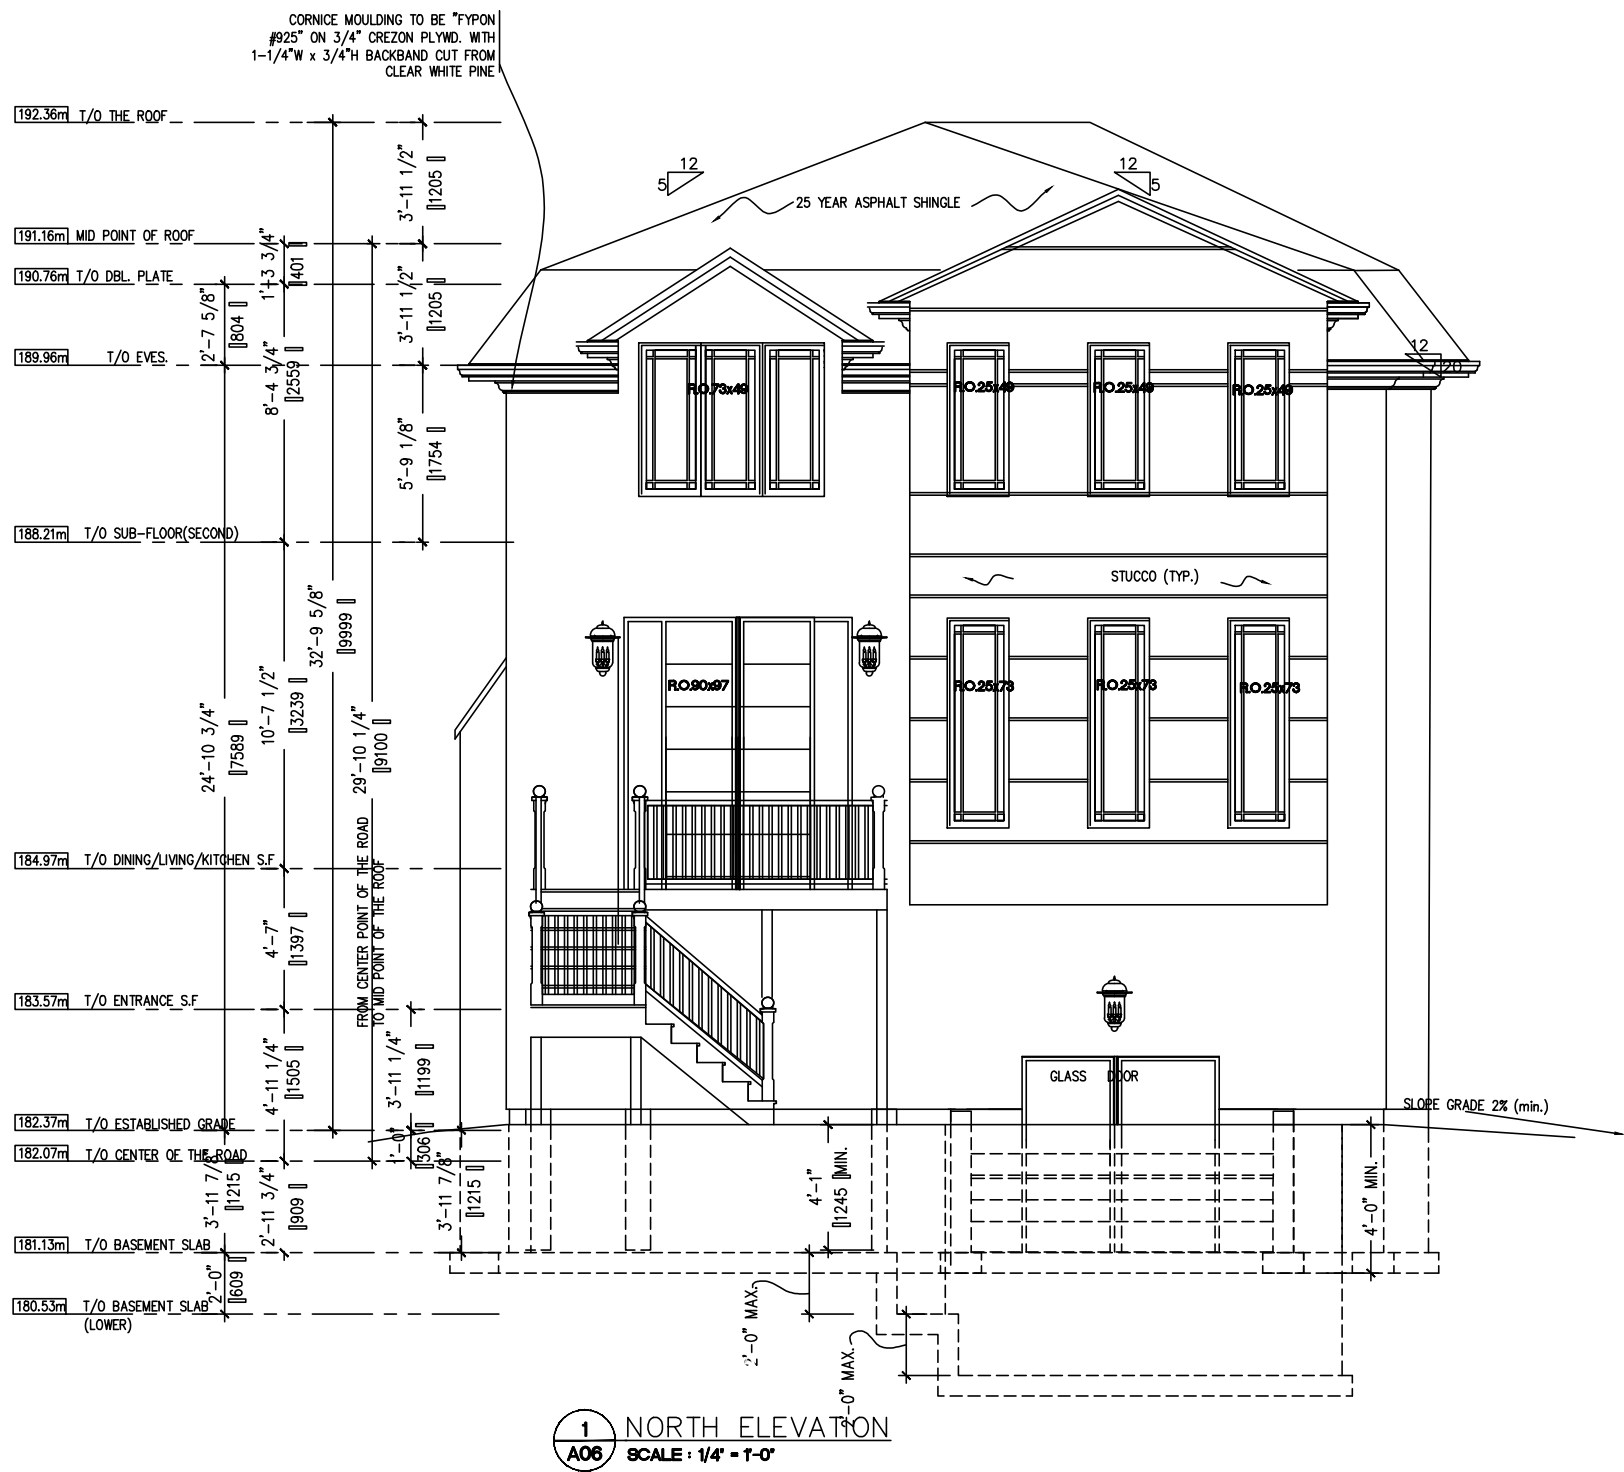 CORNICE MOULDING TO BE "FYPON
#925" ON 3/4" CREZON PLYWD. WITH
1-1/4"W x 3/4"H BACKBAND CUT FROM
CLEAR WHITE PINE
192.36m T/O THE ROOF
191.16m MID POINT OF ROOF
190.76m T/O DBL. PLATE
189.96m T/O EVES.
188.21m T/O SUB-FLOOR(SECOND)
184.97m T/O DINING/LIVING/KITCHEN S.F
183.57m T/O ENTRANCE S.F
182.37m T/O ESTABLISHED GRADE
182.07m T/O CENTER OF THE ROAD
181.13m T/O BASEMENT SLAB
180.53m T/O BASEMENT SLAB
(LOWER)
2'-7 5/8"
804
24'-10 3/4"
7589
3'-11 7/8"
1215
2'-0"
609
1'-3 3/4"
401
8'-4 3/4"
2559
10'-7 1/2"
3239
4'-7"
1397
4'-11 1/4"
1505
2'-11 3/4"
909
32'-9 5/8"
9999
29'-10 1/4"
9100
FROM CENTER POINT OF THE ROAD
TO MID POINT OF THE ROOF
3'-11 1/2"
1205
3'-11 1/2"
1205
5'-9 1/8"
1754
3'-11 1/4"
1199
1'-0"
306
3'-11 7/8"
1215
12
5
25 YEAR ASPHALT SHINGLE
12
5
12
20
R.O.73x49
R.O.25x49
R.O.25x49
R.O.25x49
STUCCO (TYP.)
R.O.90x97
R.O.25x73
R.O.25x73
R.O.25x73
GLASS DOOR
SLOPE GRADE 2% (min.)
4'-1"
1245 MIN.
4'-0" MIN.
2'-0" MAX.
2'-0" MAX.
1
A06
NORTH ELEVATION
SCALE : 1/4" = 1'-0"